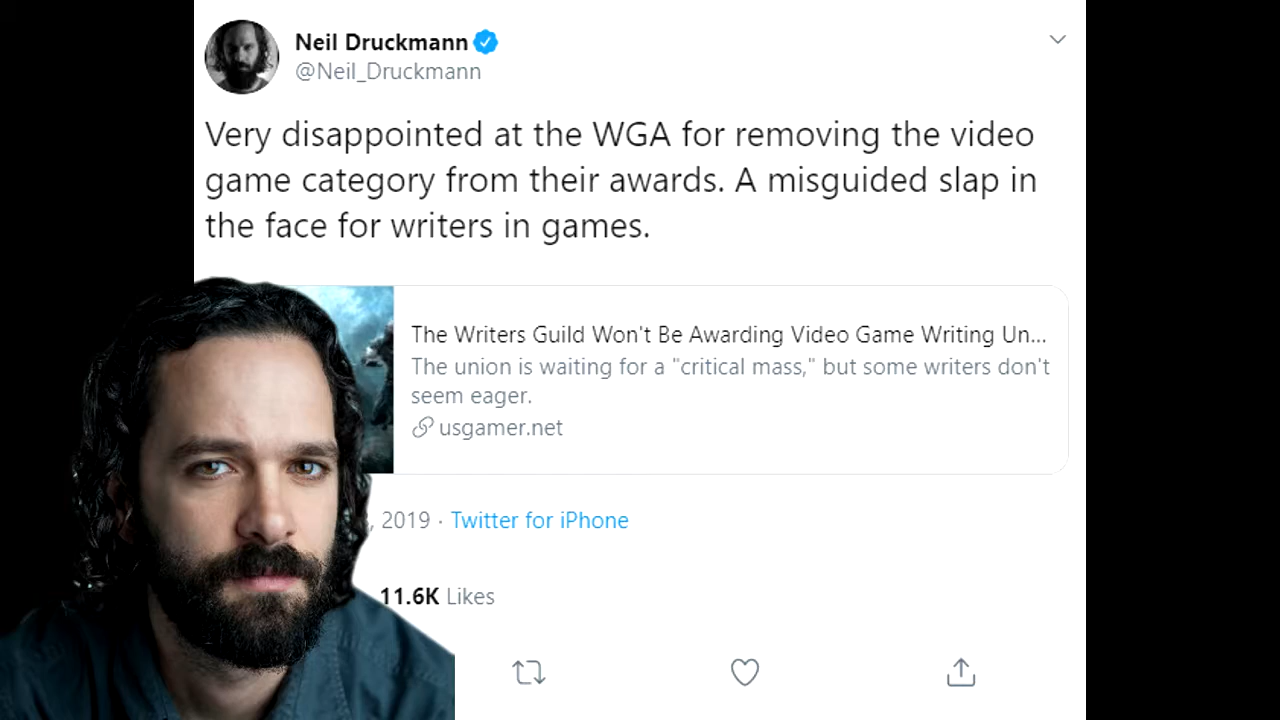 Neil Druckmann
@Neil_Druckmann
Very disappointed at the WGA for removing the video
game category from their awards. A misguided slap in
the face for writers in games.
The Writers Guild Won't Be Awarding Video Game Writing Un...
The union is waiting for a "critical mass," but some writers don't
seem eager.
usgamer.net
, 2019 · Twitter for iPhone
11.6K Likes